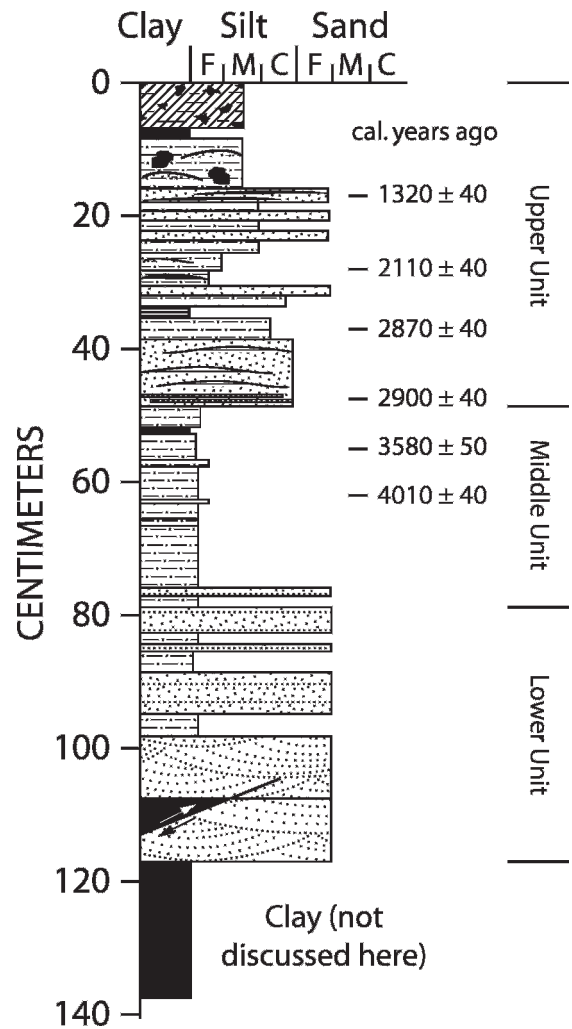 Clay Silt Sand
F M C F M C
0
cal. years ago
1320 ± 40
20
2110 ± 40
2870 ± 40
40
2900 ± 40
3580 ± 50
60
4010 ± 40
80
100
120
140
CENTIMETERS
Upper Unit
Middle Unit
Lower Unit
Clay (not
discussed here)